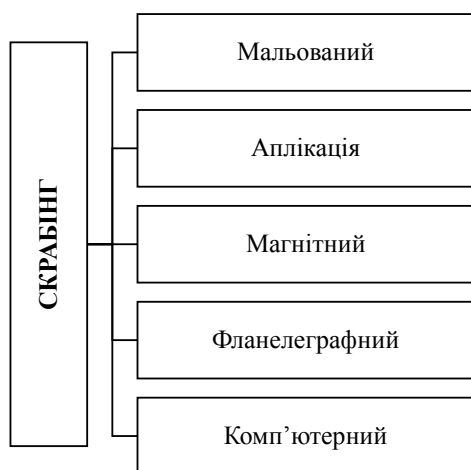 СКРАБІНГ
Мальований
Аплікація
Магнітний
Фланелеграфний
Комп’ютерний